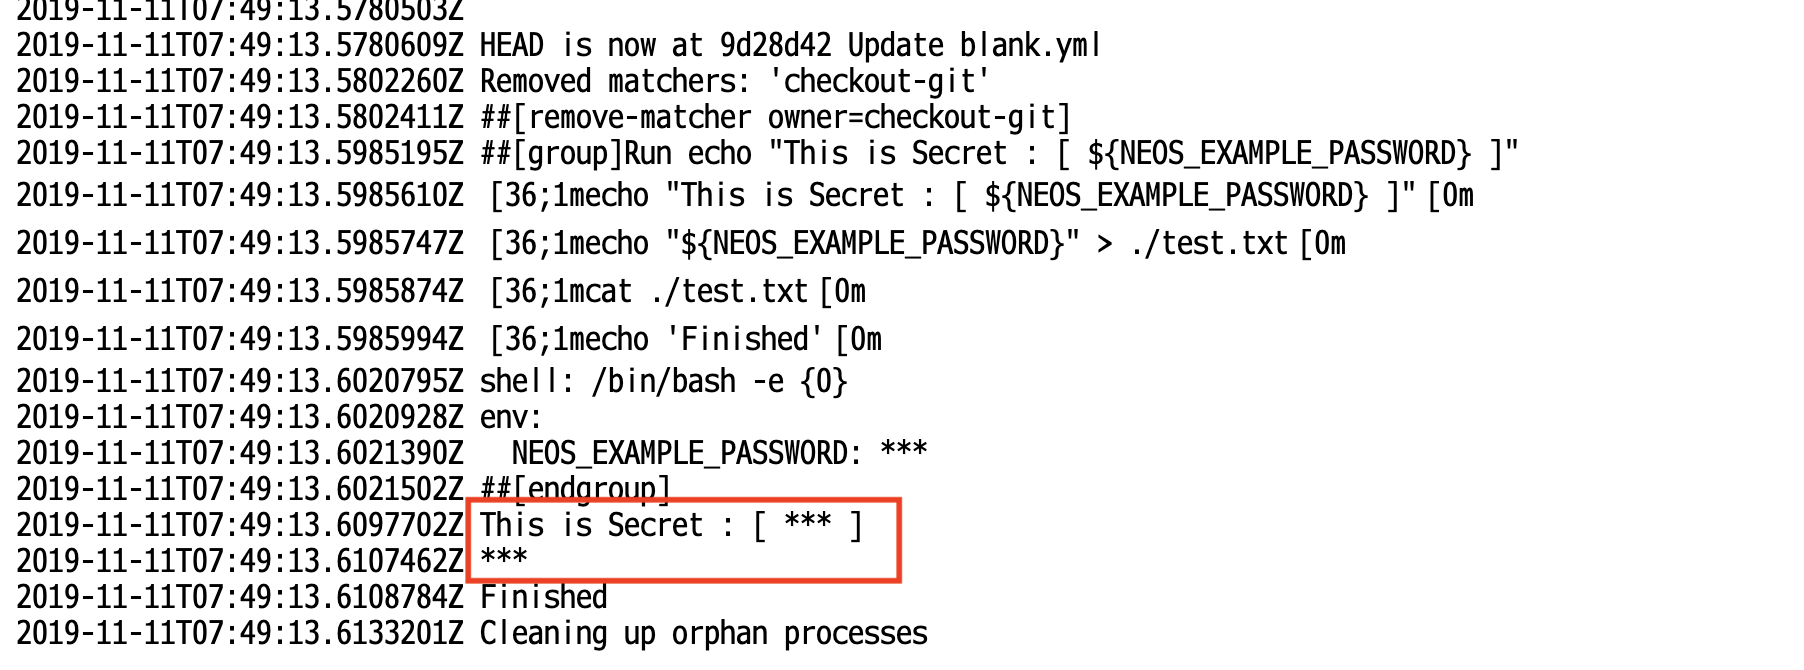 2019-11-11T07:49:13.5780503Z
2019-11-11T07:49:13.5780609Z HEAD is now at 9d28d42 Update blank.yml
2019-11-11T07:49:13.5802260Z Removed matchers: 'checkout-git'
2019-11-11T07:49:13.5802411Z ##[remove-matcher owner=checkout-git]
2019-11-11T07:49:13.5985195Z ##[group]Run echo "This is Secret : [ ${NEOS_EXAMPLE_PASSWORD} ]"
2019-11-11T07:49:13.5985610Z [36;1mecho "This is Secret : [ ${NEOS_EXAMPLE_PASSWORD} ]" [0m
2019-11-11T07:49:13.5985747Z [36;1mecho "${NEOS_EXAMPLE_PASSWORD}" > ./test.txt [0m
2019-11-11T07:49:13.5985874Z [36;1mcat ./test.txt [0m
2019-11-11T07:49:13.5985994Z [36;1mecho 'Finished' [0m
2019-11-11T07:49:13.6020795Z shell: /bin/bash -e {0}
2019-11-11T07:49:13.6020928Z env:
2019-11-11T07:49:13.6021390Z   NEOS_EXAMPLE_PASSWORD: ***
2019-11-11T07:49:13.6021502Z ##[endgroup]
2019-11-11T07:49:13.6097702Z This is Secret : [ *** ]
2019-11-11T07:49:13.6107462Z ***
2019-11-11T07:49:13.6108784Z Finished
2019-11-11T07:49:13.6133201Z Cleaning up orphan processes